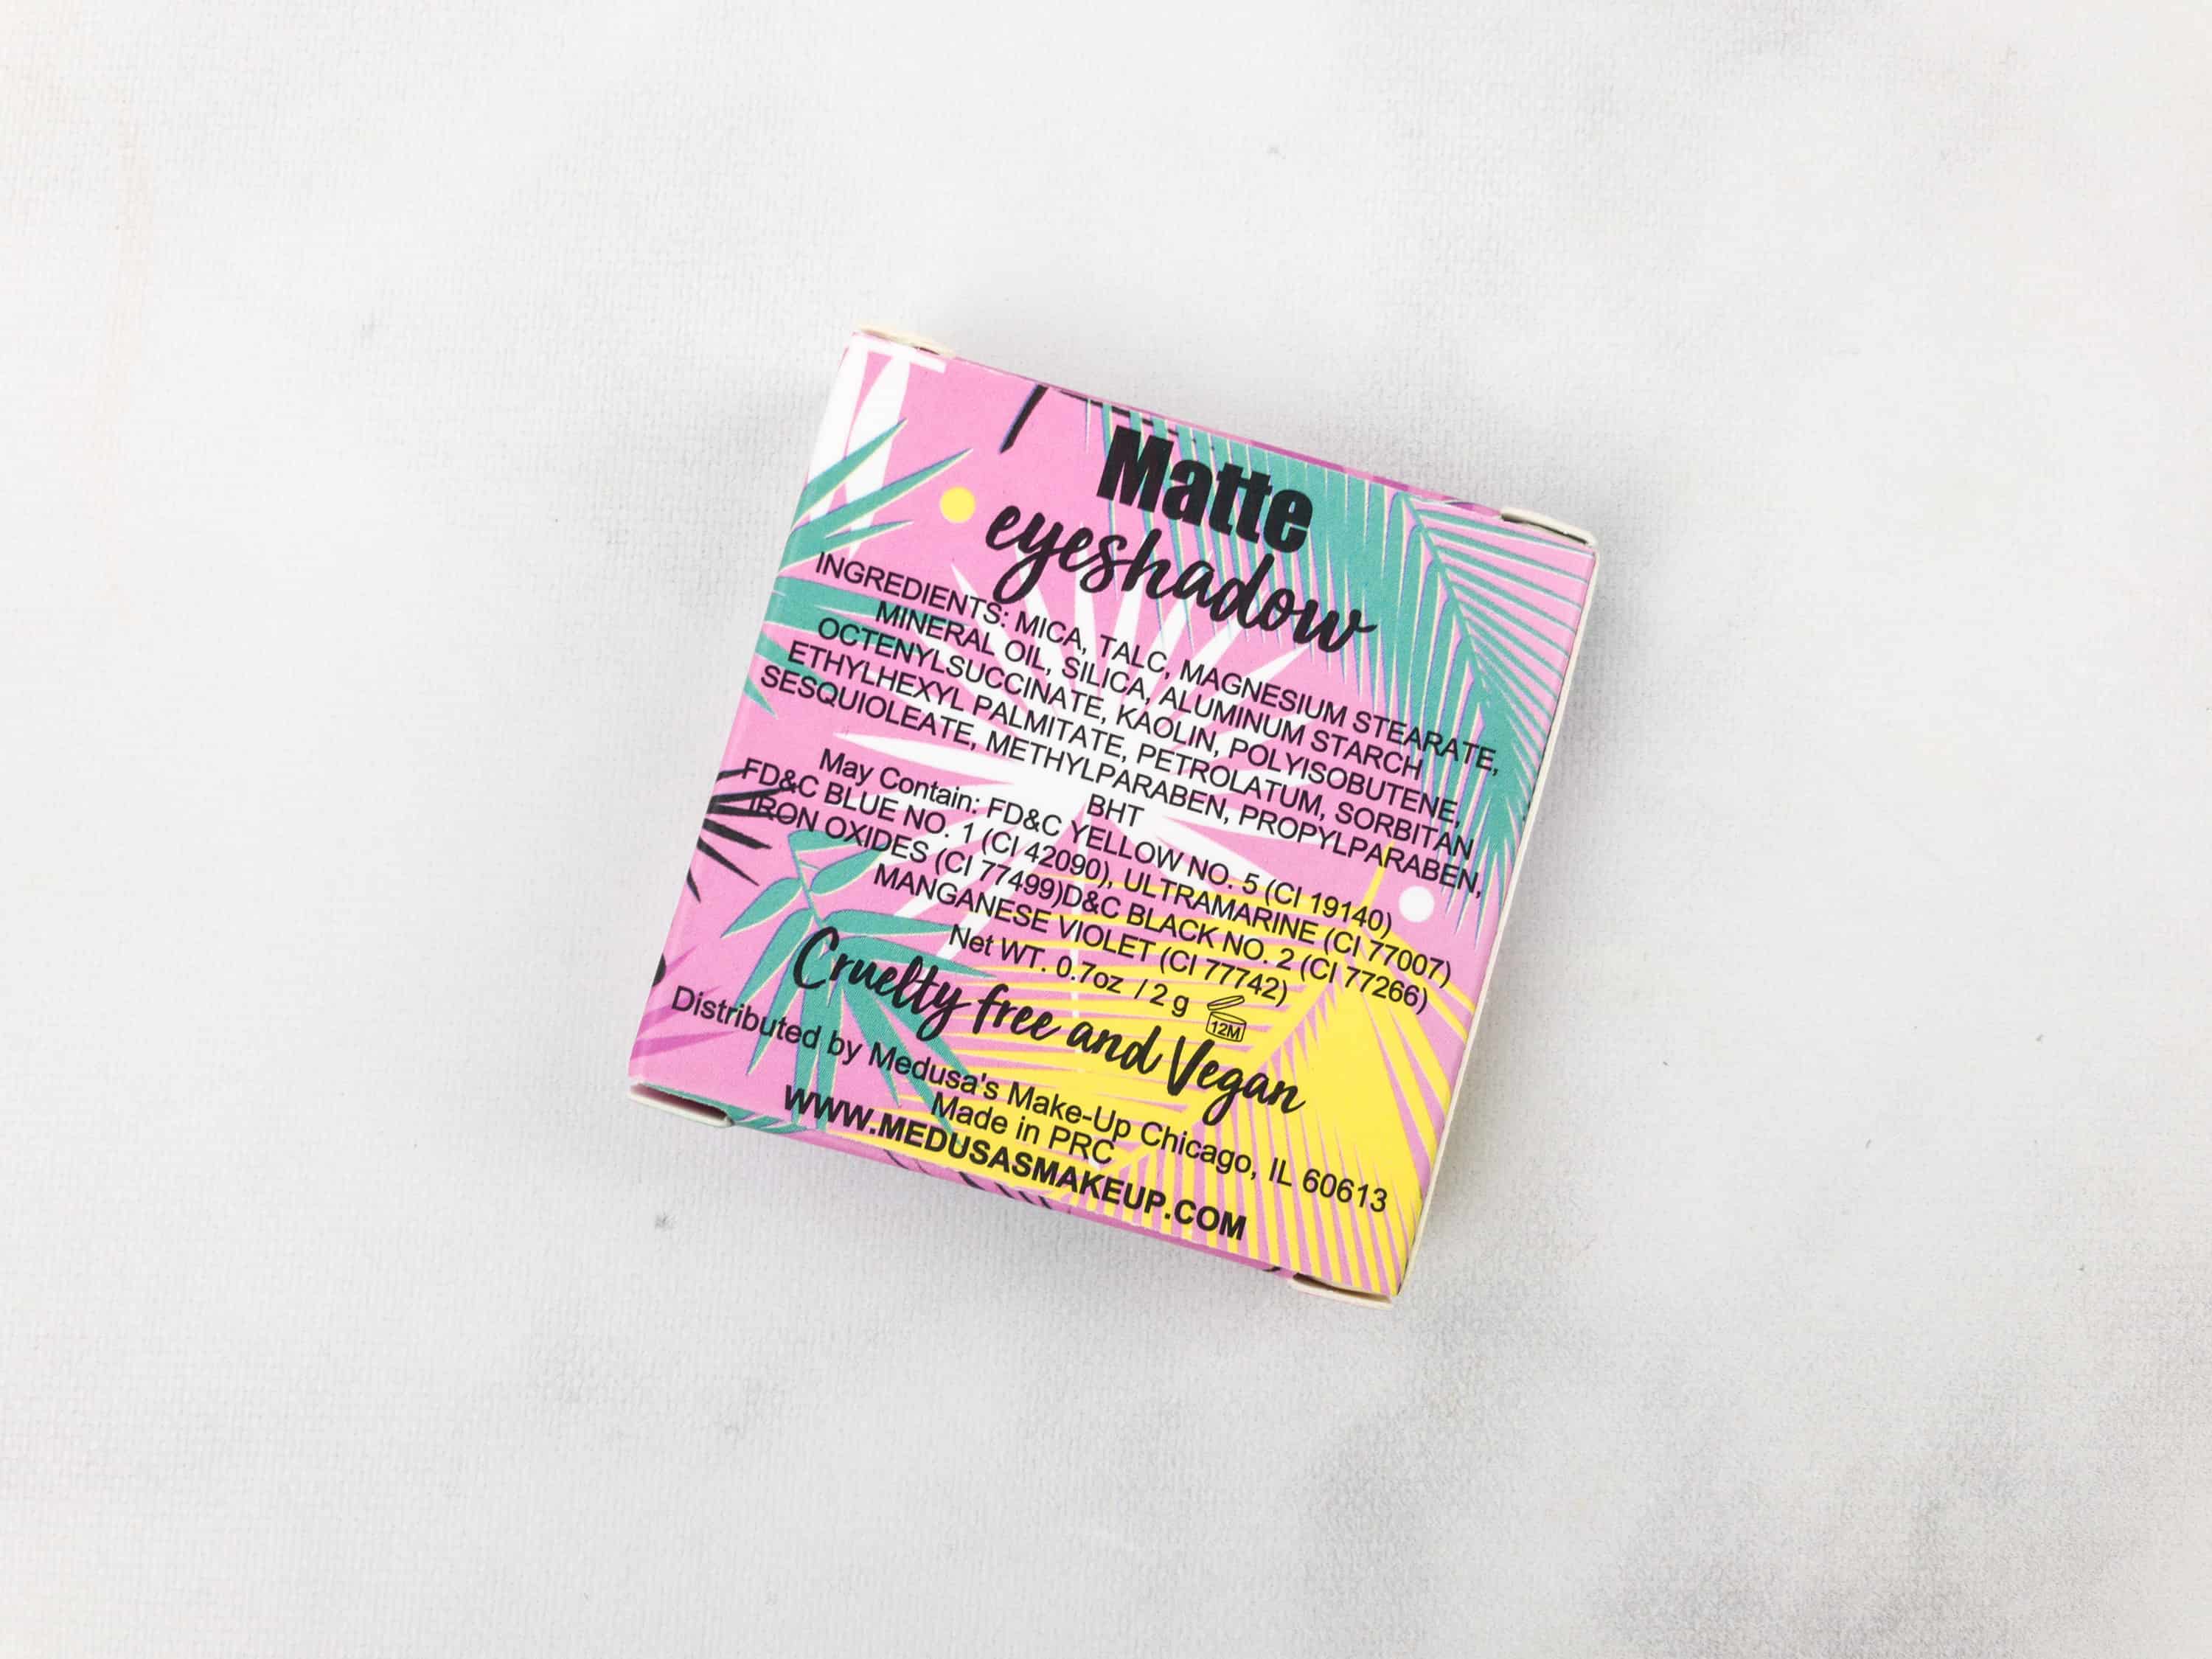 Matte
eyeshadow
INGREDIENTS: MICA, TALC, MAGNESIUM STEARATE,
MINERAL OIL, SILICA, ALUMINUM STARCH
OCTENYLSUCCINATE, KAOLIN, POLYISOBUTENE,
ETHYLHEXYL PALMITATE, PETROLATUM, SORBITAN
SESQUIOLEATE, METHYLPARABEN, PROPYLPARABEN,
BHT
May Contain: FD&C YELLOW NO. 5 (CI 19140)
FD&C BLUE NO. 1 (CI 42090), ULTRAMARINE (CI 77007)
IRON OXIDES (CI 77499)D&C BLACK NO. 2 (CI 77266)
MANGANESE VIOLET (CI 77742)
Net WT. 0.7oz / 2 g 12M
Cruelty free and Vegan
Distributed by Medusa's Make-Up Chicago, IL 60613
Made in PRC
WWW.MEDUSASMAKEUP.COM